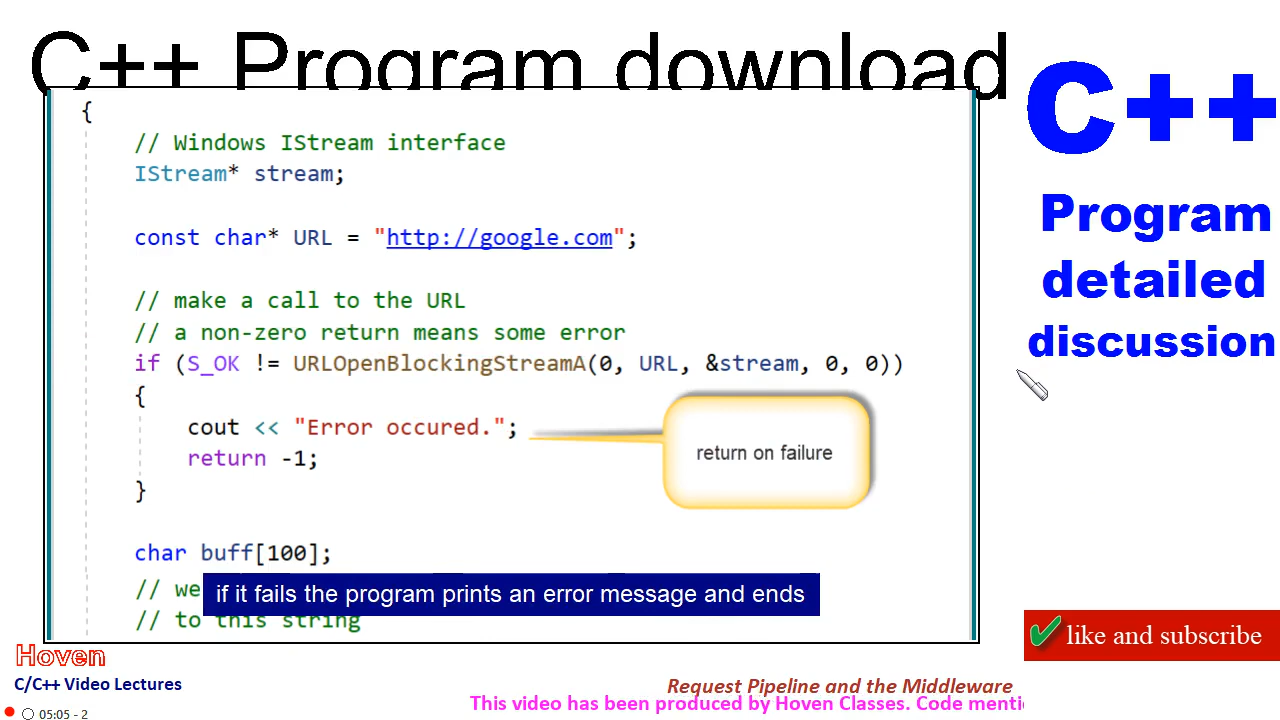 C++ Program download
C++
Program
detailed
discussion
{
// Windows IStream interface
IStream* stream;
const char* URL = "http://google.com";
// make a call to the URL
// a non-zero return means some error
if (S_OK != URLOpenBlockingStreamA(0, URL, &stream, 0, 0))
{
cout << "Error occured.";
return -1;
}
return on failure
char buff[100];
// we
if it fails the program prints an error message and ends
// to this string
like and subscribe
Hoven
C/C++ Video Lectures
Request Pipeline and the Middleware
This video has been produced by Hoven Classes. Code menti
05:05 - 2